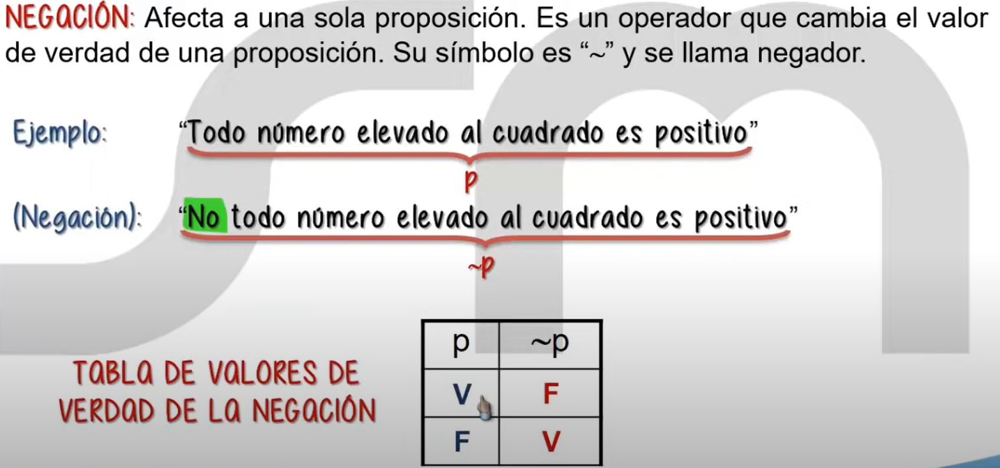 NEGACIÓN: Afecta a una sola proposición. Es un operador que cambia el valor
de verdad de una proposición. Su símbolo es “~” y se llama negador.
Ejemplo: “Todo número elevado al cuadrado es positivo”
p
(Negación): “No todo número elevado al cuadrado es positivo”
~p
TABLA DE VALORES DE
VERDAD DE LA NEGACIÓN
p ~p
V F
F V